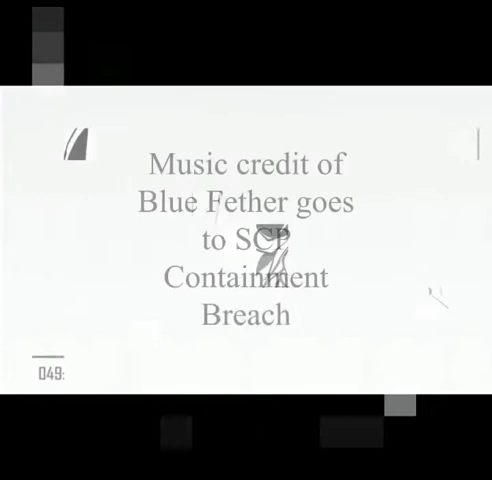 Music credit of
Blue Fether goes
to SCP
Containment
Breach
049: